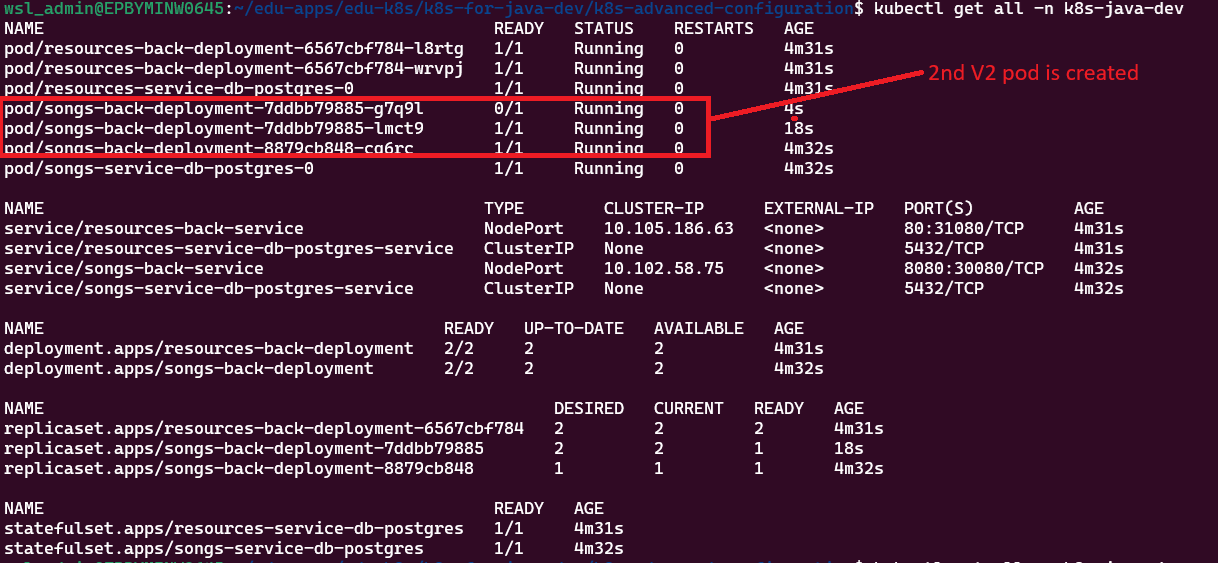 wsl_admin@EPBYMINW0645:~/edu-apps/edu-k8s/k8s-for-java-dev/k8s-advanced-configuration$ kubectl get all -n k8s-java-dev
NAME READY STATUS RESTARTS AGE
pod/resources-back-deployment-6567cbf784-l8rtg 1/1 Running 0 4m31s
pod/resources-back-deployment-6567cbf784-wrvpj 1/1 Running 0 4m31s
2nd V2 pod is created
pod/resources-service-db-postgres-0 1/1 Running 0 4m31s
pod/songs-back-deployment-7ddbb79885-g7q9l 0/1 Running 0 4s
pod/songs-back-deployment-7ddbb79885-lmct9 1/1 Running 0 18s
pod/songs-back-deployment-8879cb848-cg6rc 1/1 Running 0 4m32s
pod/songs-service-db-postgres-0 1/1 Running 0 4m32s
NAME TYPE CLUSTER-IP EXTERNAL-IP PORT(S) AGE
service/resources-back-service NodePort 10.105.186.63 <none> 80:31080/TCP 4m31s
service/resources-service-db-postgres-service ClusterIP None <none> 5432/TCP 4m31s
service/songs-back-service NodePort 10.102.58.75 <none> 8080:30080/TCP 4m32s
service/songs-service-db-postgres-service ClusterIP None <none> 5432/TCP 4m32s
NAME READY UP-TO-DATE AVAILABLE AGE
deployment.apps/resources-back-deployment 2/2 2 2 4m31s
deployment.apps/songs-back-deployment 2/2 2 2 4m32s
NAME DESIRED CURRENT READY AGE
replicaset.apps/resources-back-deployment-6567cbf784 2 2 2 4m31s
replicaset.apps/songs-back-deployment-7ddbb79885 2 2 1 18s
replicaset.apps/songs-back-deployment-8879cb848 1 1 1 4m32s
NAME READY AGE
statefulset.apps/resources-service-db-postgres 1/1 4m31s
statefulset.apps/songs-service-db-postgres 1/1 4m32s